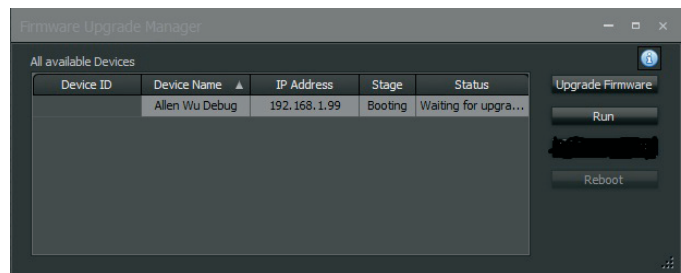 Firmware Upgrade Manager
All available Devices
Device ID Device Name IP Address Stage Status
Allen Wu Debug 192.168.1.99 Booting Waiting for upgra...
Upgrade Firmware
Run
Reboot